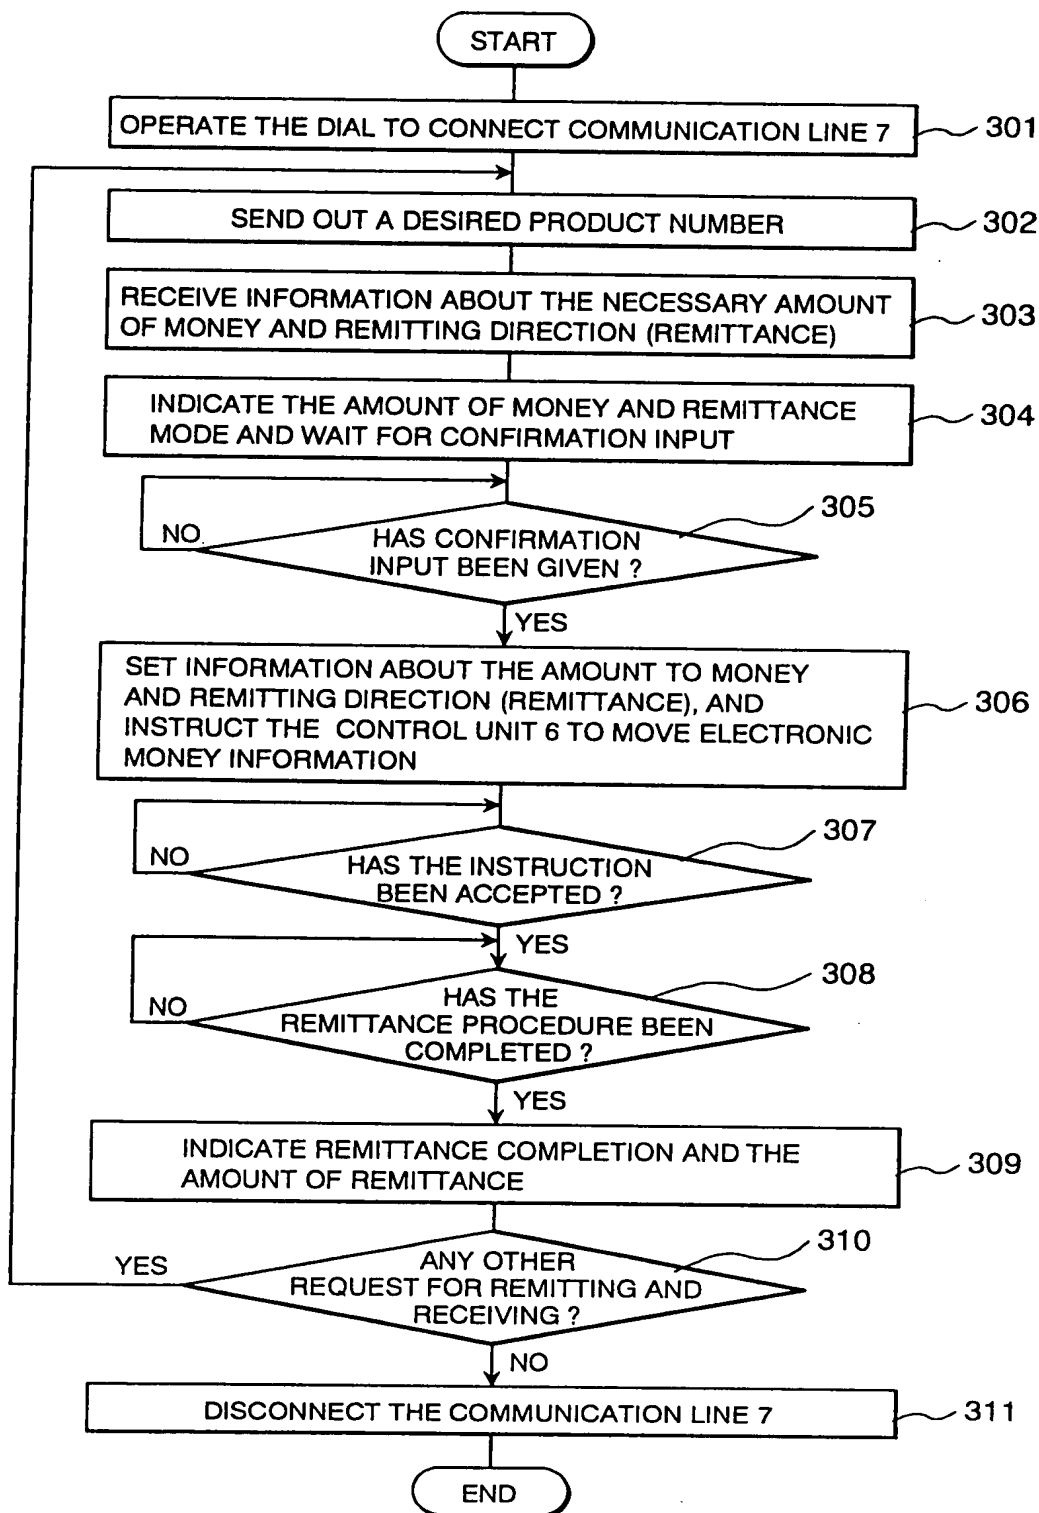 START
OPERATE THE DIAL TO CONNECT COMMUNICATION LINE 7
301
SEND OUT A DESIRED PRODUCT NUMBER
302
RECEIVE INFORMATION ABOUT THE NECESSARY AMOUNT
OF MONEY AND REMITTING DIRECTION (REMITTANCE)
303
INDICATE THE AMOUNT OF MONEY AND REMITTANCE
MODE AND WAIT FOR CONFIRMATION INPUT
304
305
NO
HAS CONFIRMATION
INPUT BEEN GIVEN ?
YES
SET INFORMATION ABOUT THE AMOUNT TO MONEY
AND REMITTING DIRECTION (REMITTANCE), AND
INSTRUCT THE CONTROL UNIT 6 TO MOVE ELECTRONIC
MONEY INFORMATION
306
307
NO
HAS THE INSTRUCTION
BEEN ACCEPTED ?
YES
308
NO
HAS THE
REMITTANCE PROCEDURE BEEN
COMPLETED ?
YES
INDICATE REMITTANCE COMPLETION AND THE
AMOUNT OF REMITTANCE
309
310
YES
ANY OTHER
REQUEST FOR REMITTING AND
RECEIVING ?
NO
DISCONNECT THE COMMUNICATION LINE 7
311
END